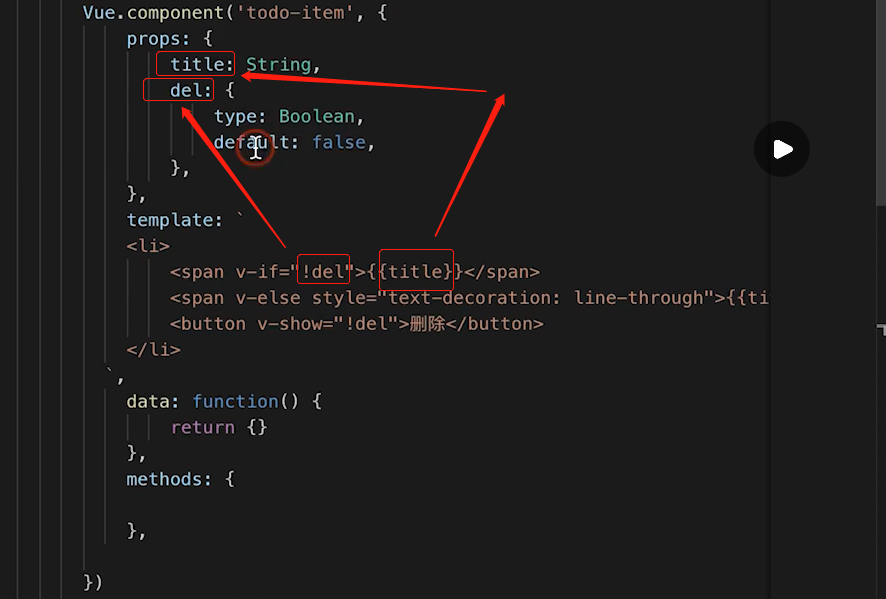 Vue.component('todo-item', {
props: {
title: String,
del: {
type: Boolean,
default: false,
},
},
template: `
<li>
<span v-if="!del">{{title}}</span>
<span v-else style="text-decoration: line-through">{{ti
<button v-show="!del">删除</button>
</li>
`,
data: function() {
return {}
},
methods: {
},
})